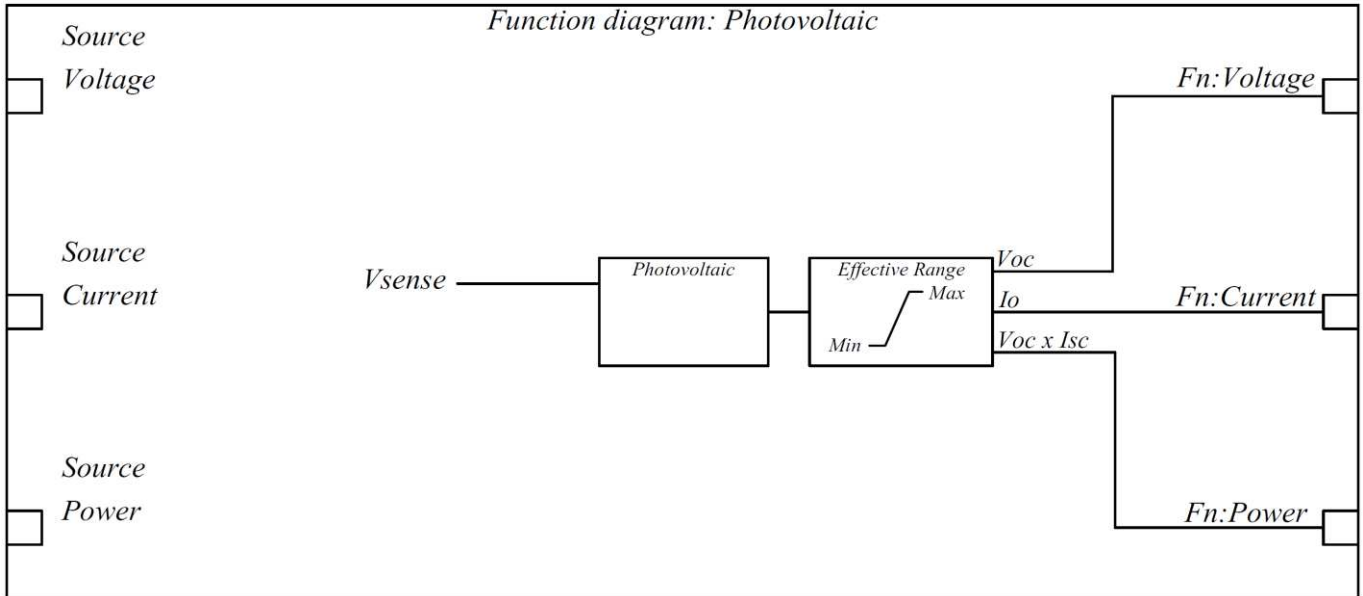 Function diagram: Photovoltaic
Source
Voltage
Fn:Voltage
Source
Current
Vsense
Photovoltaic
Effective Range
Max
Min
Voc
Io
Voc x Isc
Fn:Current
Source
Power
Fn:Power